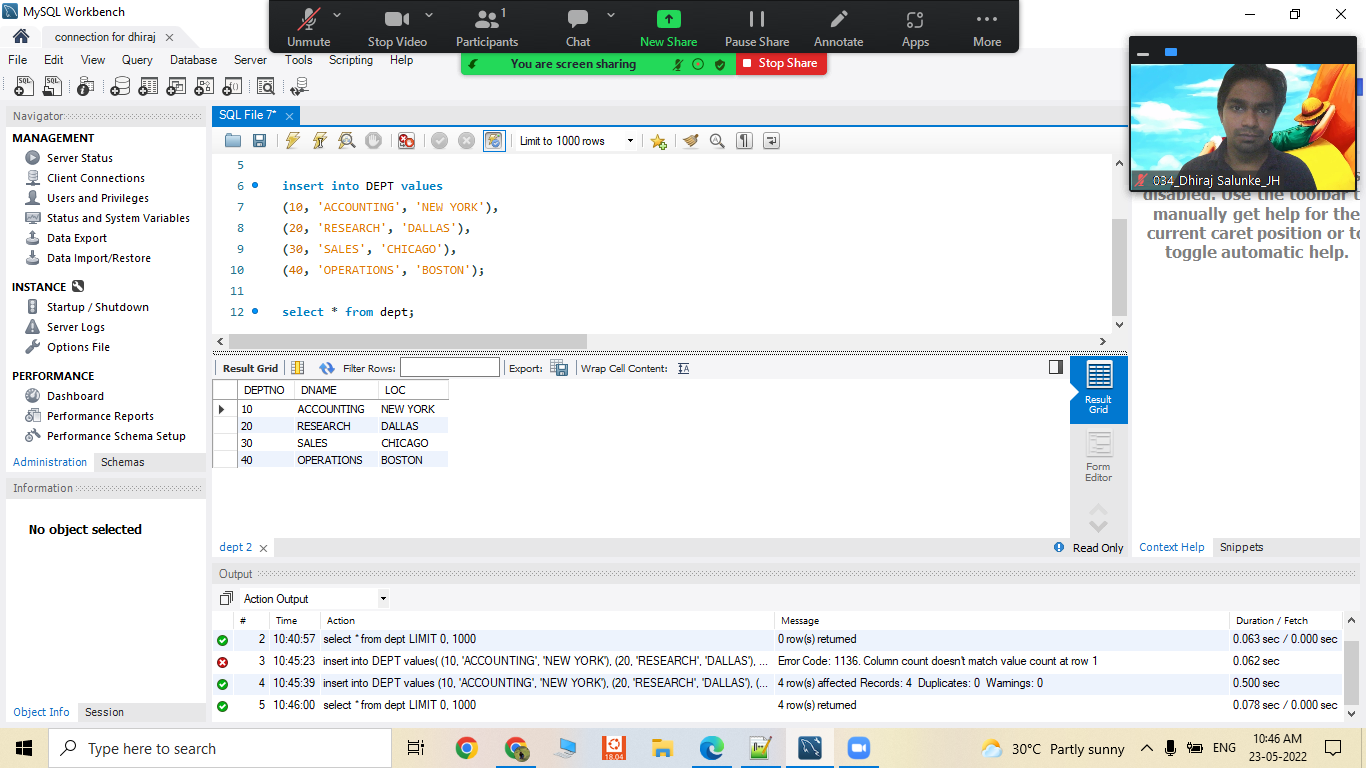 MySQL Workbench
connection for dhiraj
File Edit View Query Database Server Tools Scripting Help
Unmute Stop Video Participants 1 Chat New Share Pause Share Annotate Apps More
You are screen sharing Stop Share
034_Dhiraj Salunke_JH
Navigator
MANAGEMENT
Server Status
Client Connections
Users and Privileges
Status and System Variables
Data Export
Data Import/Restore
INSTANCE
Startup / Shutdown
Server Logs
Options File
PERFORMANCE
Dashboard
Performance Reports
Performance Schema Setup
Administration Schemas
Information
No object selected
Object Info Session
SQL File 7*
Limit to 1000 rows
5
6 insert into DEPT values
7 (10, 'ACCOUNTING', 'NEW YORK'),
8 (20, 'RESEARCH', 'DALLAS'),
9 (30, 'SALES', 'CHICAGO'),
10 (40, 'OPERATIONS', 'BOSTON');
11
12 select * from dept;
Result Grid Filter Rows: Export: Wrap Cell Content:
DEPTNO DNAME LOC
10 ACCOUNTING NEW YORK
20 RESEARCH DALLAS
30 SALES CHICAGO
40 OPERATIONS BOSTON
Result
Grid
Form
Editor
dept 2
Read Only
disabled. Use the toolbar
manually get help for the
current caret position or to
toggle automatic help.
Context Help Snippets
Output
Action Output
# Time Action Message Duration / Fetch
2 10:40:57 select * from dept LIMIT 0, 1000 0 row(s) returned 0.063 sec / 0.000 sec
3 10:45:23 insert into DEPT values( (10, 'ACCOUNTING', 'NEW YORK'), (20, 'RESEARCH', 'DALLAS'), ... Error Code: 1136. Column count doesn't match value count at row 1 0.062 sec
4 10:45:39 insert into DEPT values (10, 'ACCOUNTING', 'NEW YORK'), (20, 'RESEARCH', 'DALLAS'), (... 4 row(s) affected Records: 4 Duplicates: 0 Warnings: 0 0.500 sec
5 10:46:00 select * from dept LIMIT 0, 1000 4 row(s) returned 0.078 sec / 0.000 sec
Type here to search
18.04
30°C Partly sunny
ENG
10:46 AM
23-05-2022